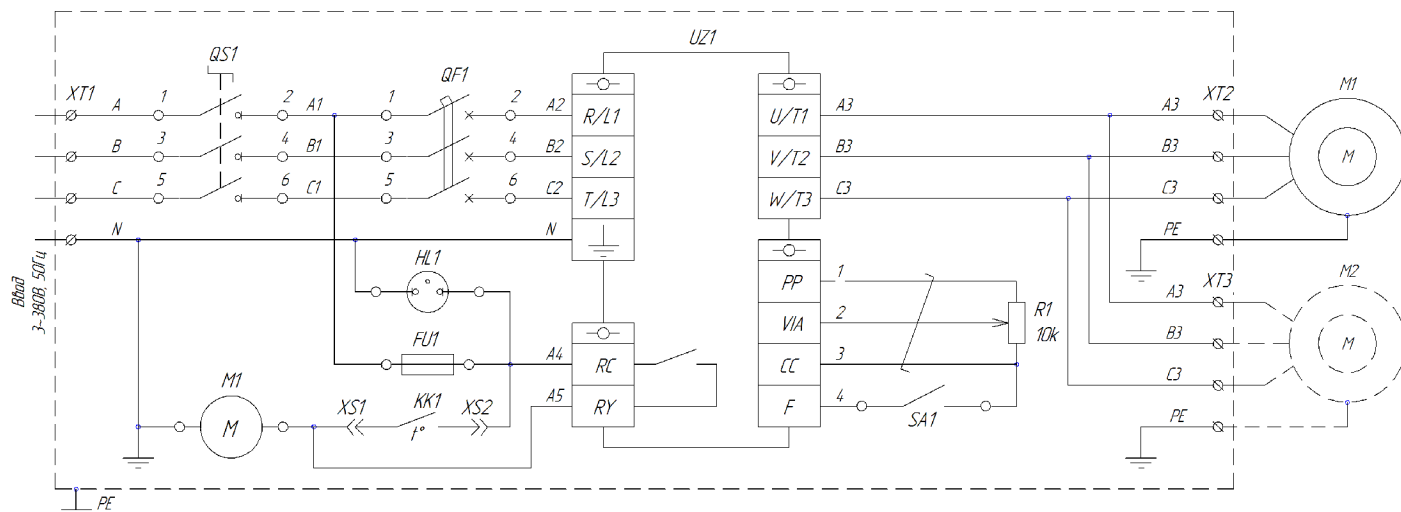 UZ1
QS1
QF1
XT1
A
1
2
A1
1
2
A2
R/L1
B
3
4
B1
3
4
B2
S/L2
C
5
6
C1
5
6
C2
T/L3
N
N
Ввод
3~380В, 50Гц
HL1
FU1
A4
RC
M1
M
XS1
KK1
t°
XS2
A5
RY
PE
U/T1
A3
V/T2
B3
W/T3
C3
A3
XT2
B3
C3
PE
M1
M
PP
1
VIA
2
R1
10k
CC
3
F
4
SA1
XT3
A3
B3
C3
PE
M2
M